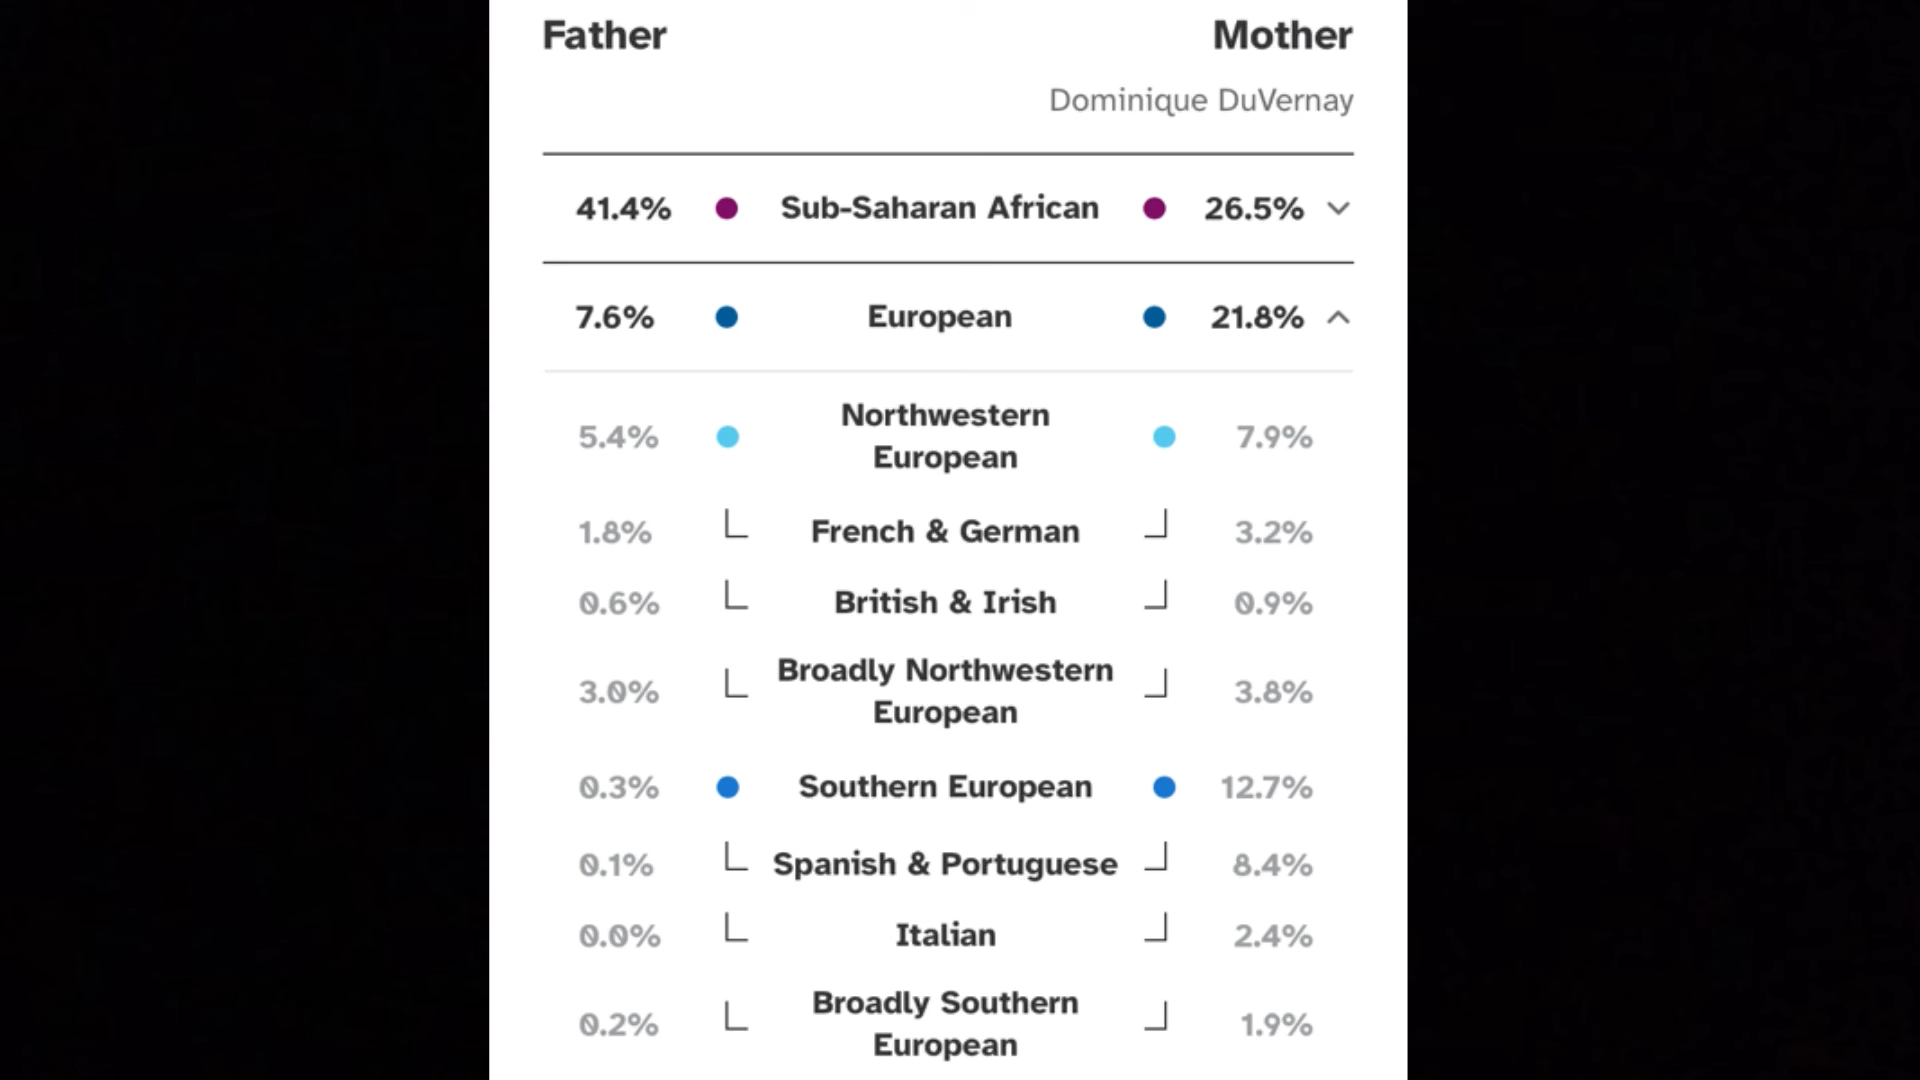 Father Mother
Dominique DuVernay
41.4% Sub-Saharan African 26.5%
7.6% European 21.8%
Northwestern
5.4% European 7.9%
1.8% French & German 3.2%
0.6% British & Irish 0.9%
Broadly Northwestern
3.0% European 3.8%
0.3% Southern European 12.7%
0.1% Spanish & Portuguese 8.4%
0.0% Italian 2.4%
Broadly Southern
0.2% European 1.9%